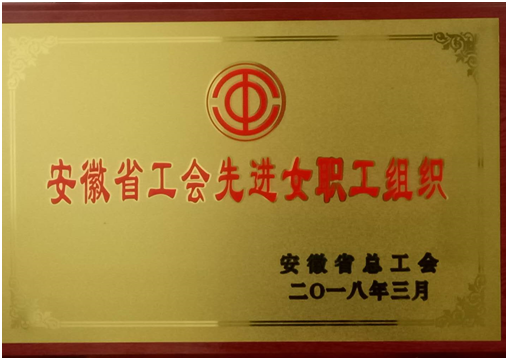 安徽省工会先进女职工组织
安徽省总工会
二〇一八年三月